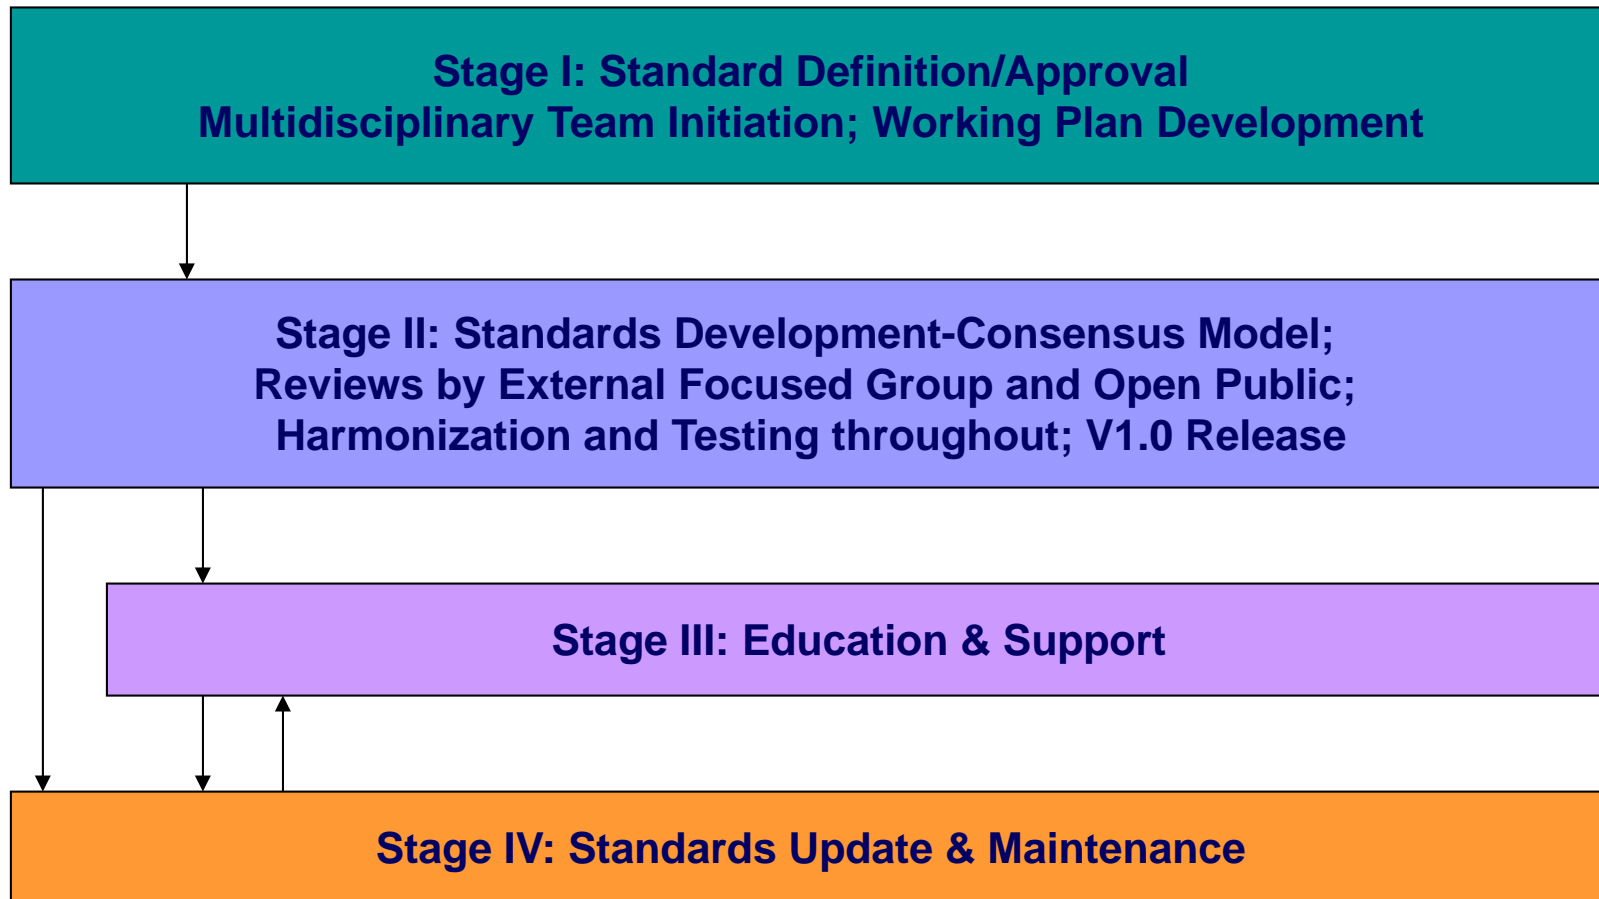 Stage I: Standard Definition/Approval
Multidisciplinary Team Initiation; Working Plan Development
Stage II: Standards Development-Consensus Model;
Reviews by External Focused Group and Open Public;
Harmonization and Testing throughout; V1.0 Release
Stage III: Education & Support
Stage IV: Standards Update & Maintenance